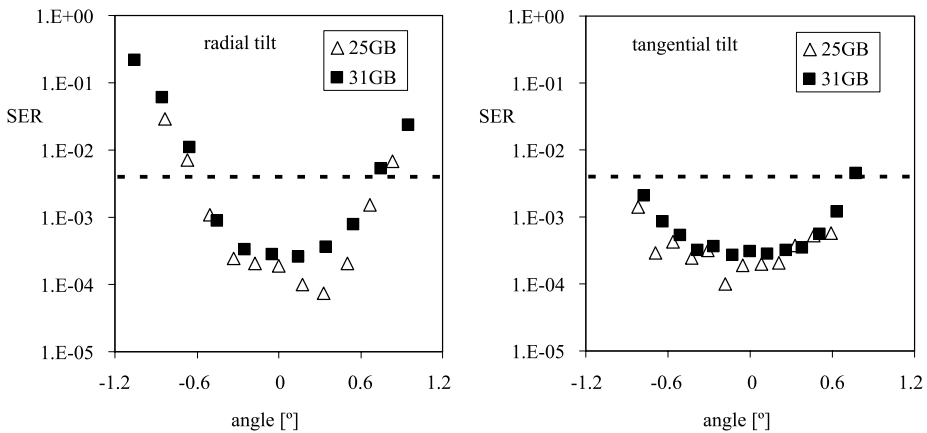 1.E+00
radial tilt
25GB
31GB
1.E-01
SER
1.E-02
1.E-03
1.E-04
1.E-05
-1.2
-0.6
0
0.6
1.2
angle [º]
1.E+00
tangential tilt
25GB
31GB
1.E-01
SER
1.E-02
1.E-03
1.E-04
1.E-05
-1.2
-0.6
0
0.6
1.2
angle [º]